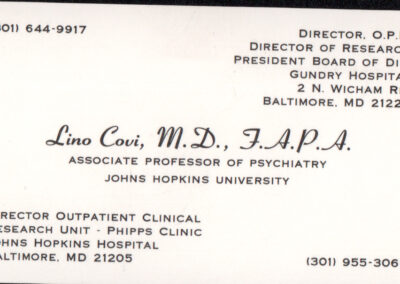 301) 644-9917
DIRECTOR, O.P.
DIRECTOR OF RESEARC
PRESIDENT BOARD OF DI
GUNDRY HOSPITA
2 N. WICHAM R
BALTIMORE, MD 2122
Lino Covi, M.D., F.A.P.A.
ASSOCIATE PROFESSOR OF PSYCHIATRY
JOHNS HOPKINS UNIVERSITY
IRECTOR OUTPATIENT CLINICAL
ESEARCH UNIT - PHIPPS CLINIC
OHNS HOPKINS HOSPITAL
ALTIMORE, MD 21205
(301) 955-306